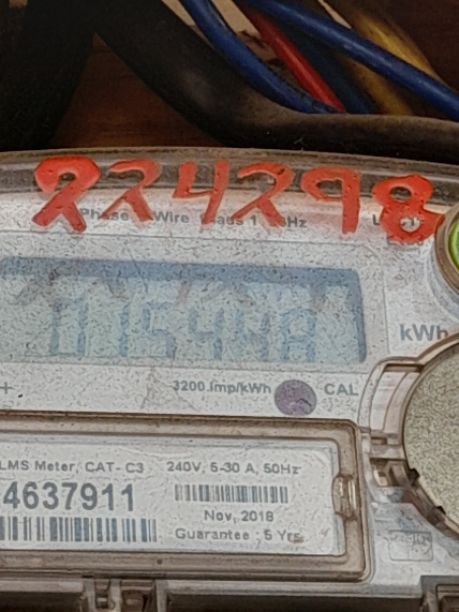 224298
Phase Wire Class 1
kWh
3200 Imp/kWh CAL
LMS Meter, CAT- C3 240V, 5-30 A, 50Hz
4637911
Nov, 2018
Guarantee : 5 Yrs